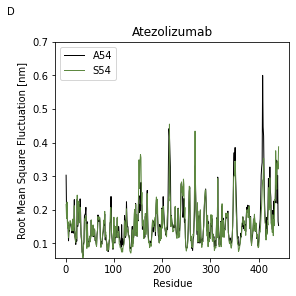 D
Atezolizumab
Root Mean Square Fluctuation [nm]
0.7
0.6
0.5
0.4
0.3
0.2
0.1
A54
S54
0 100 200 300 400
Residue